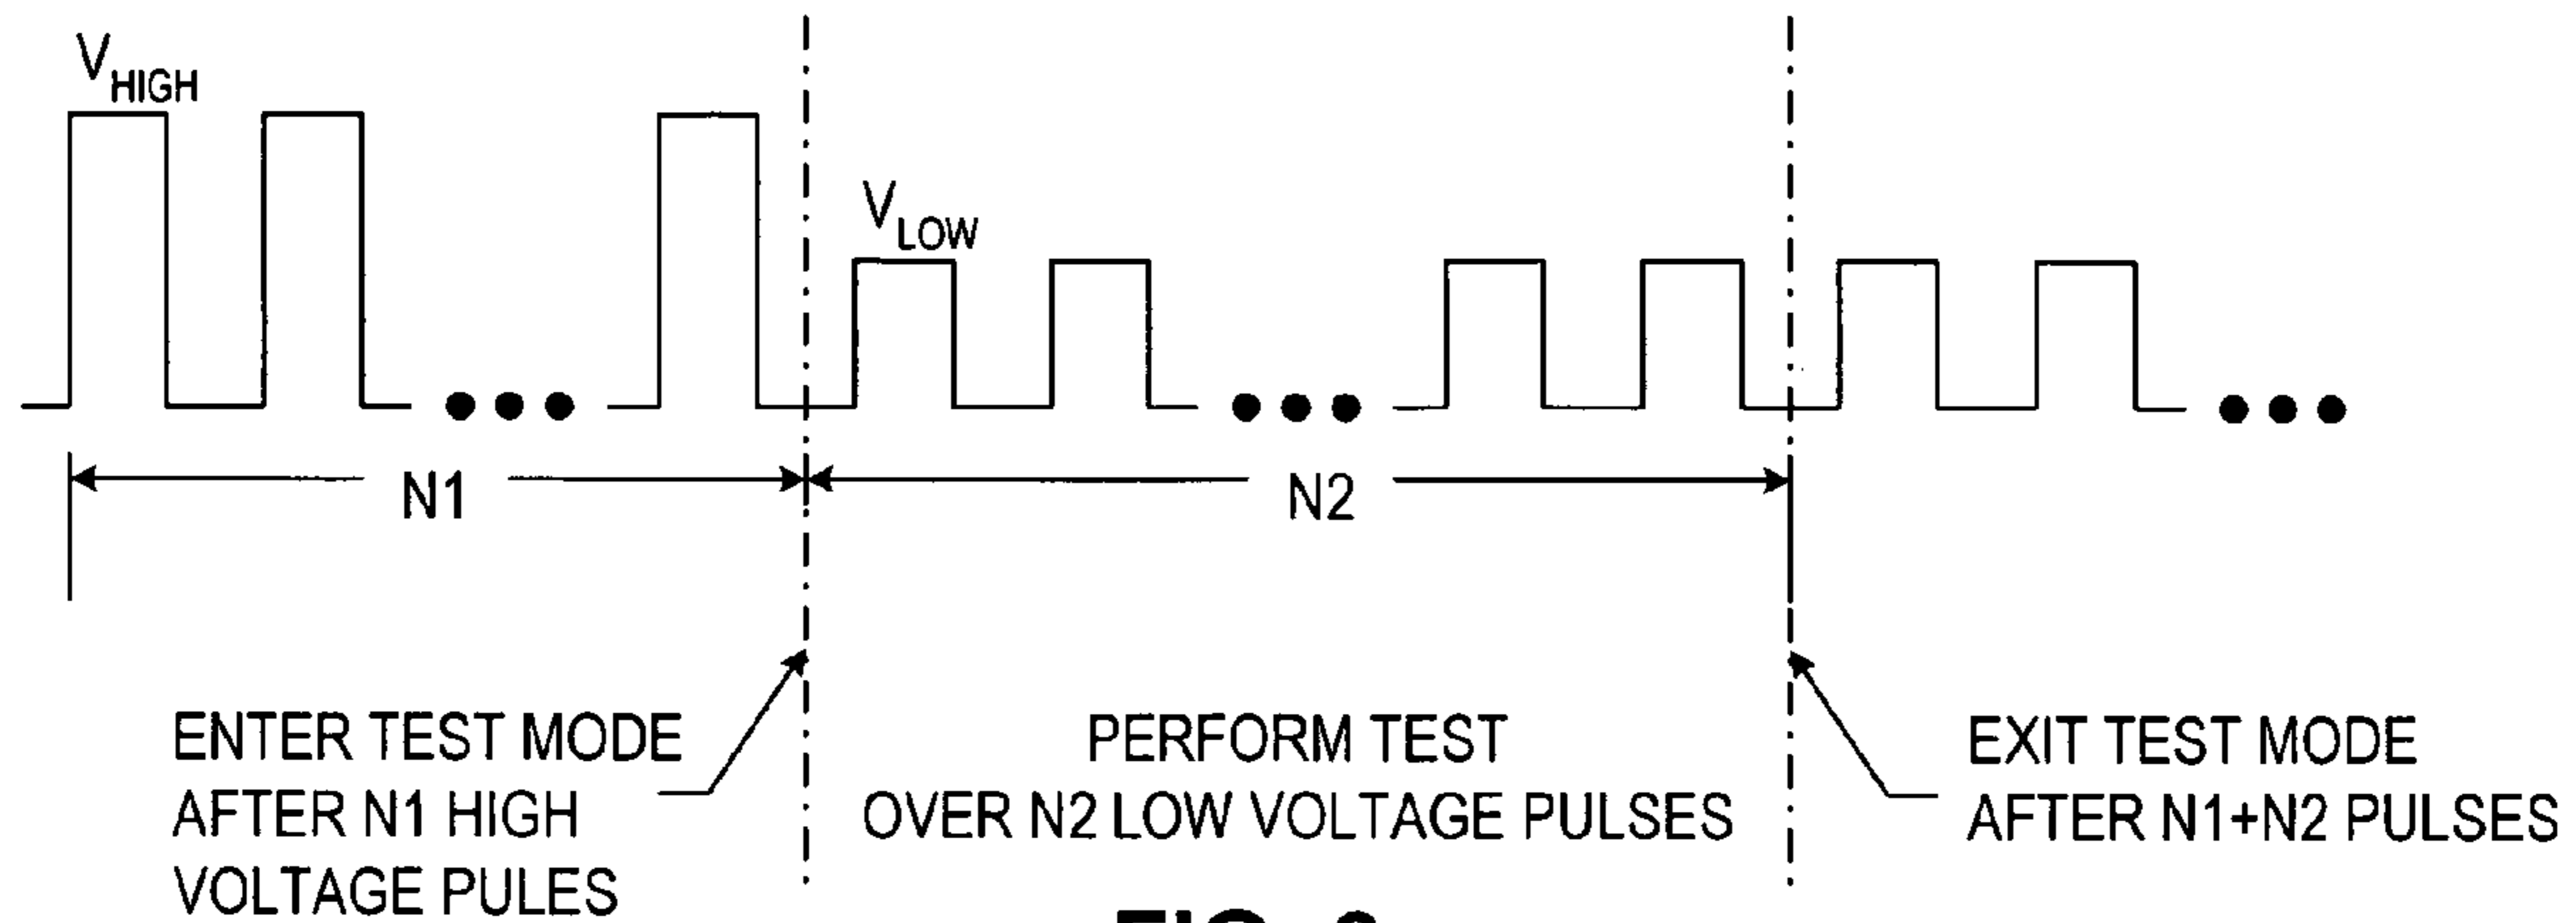 VHIGH
VLOW
N1
N2
ENTER TEST MODE
AFTER N1 HIGH
VOLTAGE PULES
PERFORM TEST
OVER N2 LOW VOLTAGE PULSES
EXIT TEST MODE
AFTER N1+N2 PULSES
FIG.